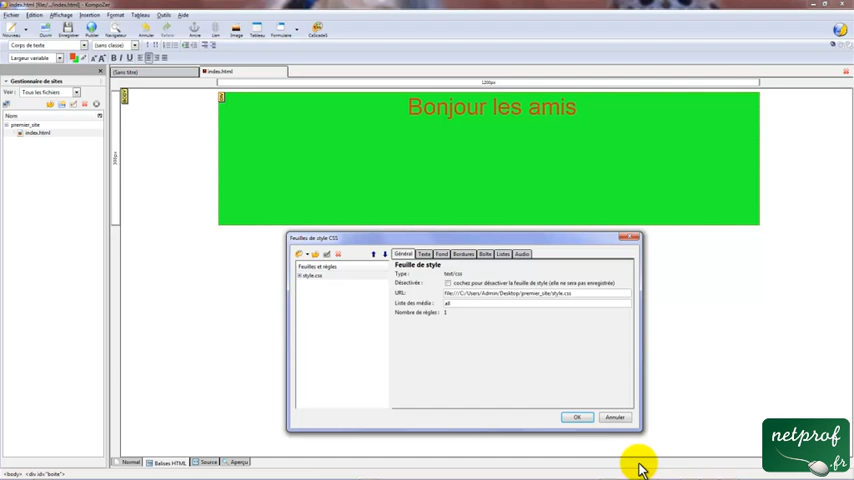 index.html [file:/.../index.html] - KompoZer
Fichier Edition Affichage Insertion Format Tableau Outils Aide
Nouveau Ouvrir Enregistrer Publier Navigateur Annuler Rétablir Ancre Lien Image Tableau Formulaire CaScadeS
Corps de texte (sans classe)
Largeur variable
Gestionnaire de sites
Voir : Tous les fichiers
Nom
premier_site
index.html
(Sans titre) index.html
1200px
BODY
DIV
Bonjour les amis
300px
Feuilles de style CSS
Général Texte Fond Bordures Boîte Listes Audio
Feuilles et règles
style.css
Feuille de style
Type : text/css
Désactivée : cochez pour désactiver la feuille de style (elle ne sera pas enregistrée)
URL: file:///C:/Users/Admin/Desktop/premier_site/style.css
Liste des média : all
Nombre de règles : 1
OK Annuler
Normal Balises HTML Source Aperçu
<body> <div id="boite">
netprof
.fr